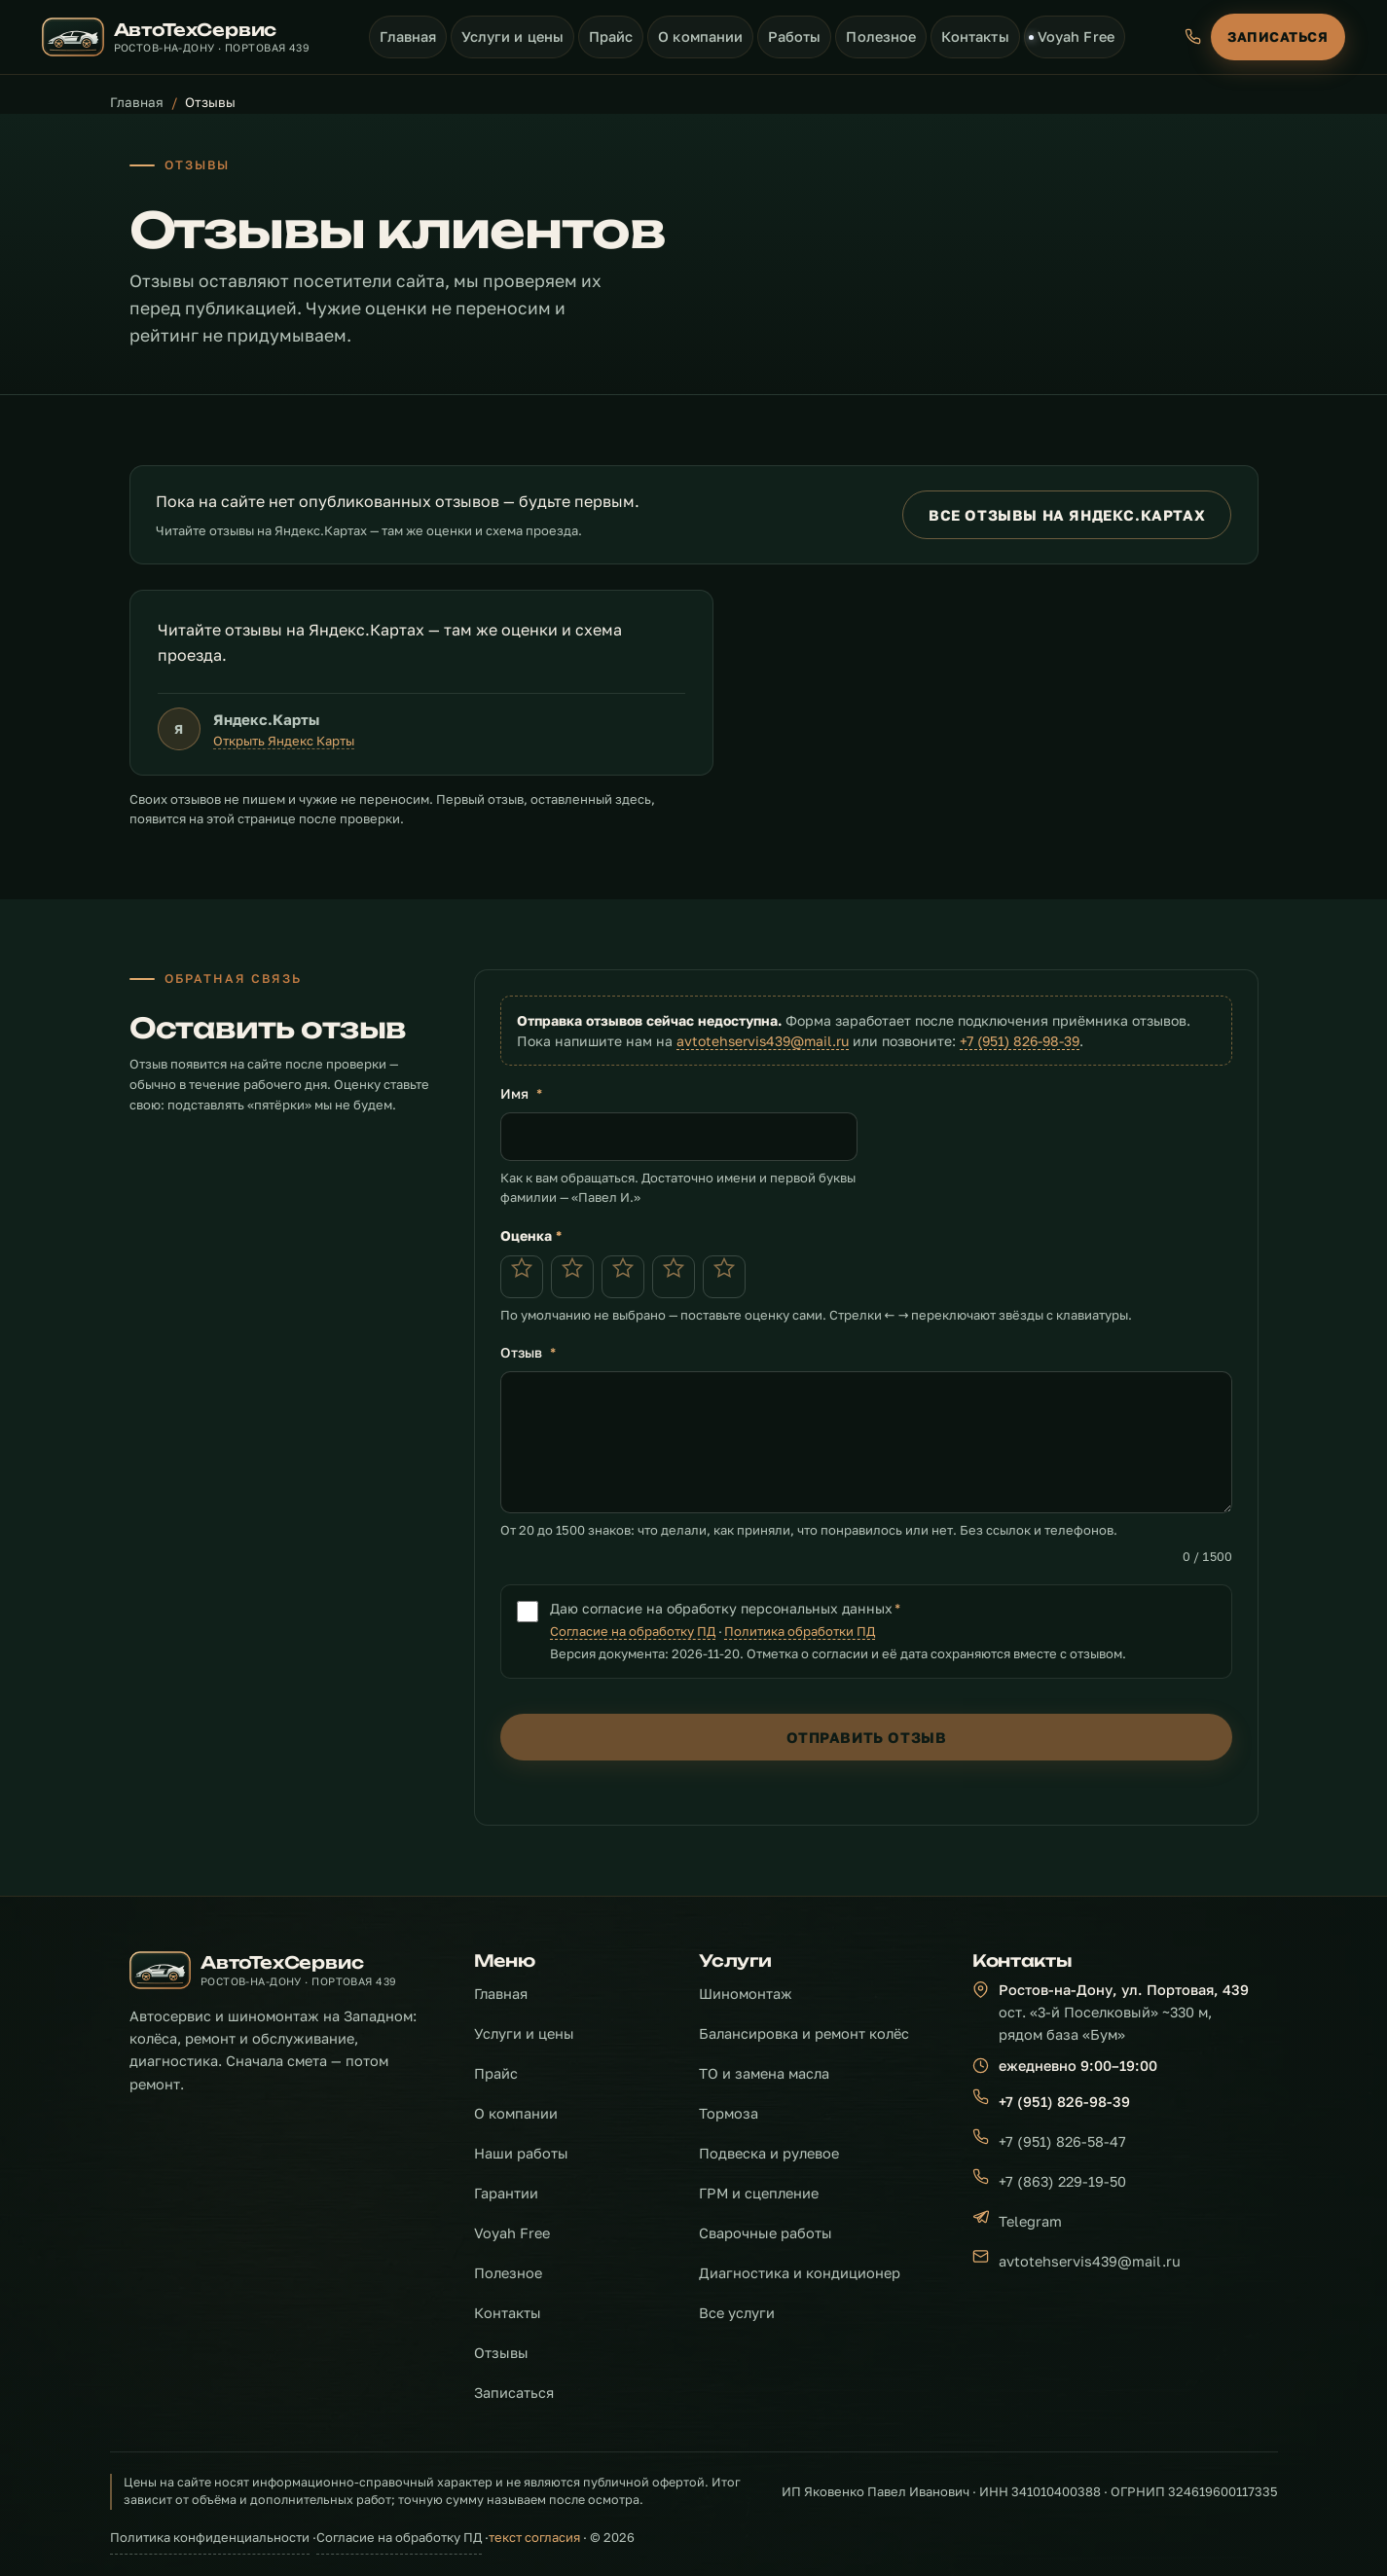 АвтоТехСервис
РОСТОВ-НА-ДОНУ · ПОРТОВАЯ 439
Главная
Услуги и цены
Прайс
О компании
Работы
Полезное
Контакты
Voyah Free
ЗАПИСАТЬСЯ
Главная / Отзывы
ОТЗЫВЫ
Отзывы клиентов
Отзывы оставляют посетители сайта, мы проверяем их
перед публикацией. Чужие оценки не переносим и
рейтинг не придумываем.
Пока на сайте нет опубликованных отзывов — будьте первым.
Читайте отзывы на Яндекс.Картах — там же оценки и схема проезда.
ВСЕ ОТЗЫВЫ НА ЯНДЕКС.КАРТАХ
Читайте отзывы на Яндекс.Картах — там же оценки и схема
проезда.
Я
Яндекс.Карты
Открыть Яндекс Карты
Своих отзывов не пишем и чужие не переносим. Первый отзыв, оставленный здесь,
появится на этой странице после проверки.
ОБРАТНАЯ СВЯЗЬ
Оставить отзыв
Отзыв появится на сайте после проверки —
обычно в течение рабочего дня. Оценку ставьте
свою: подставлять «пятёрки» мы не будем.
Отправка отзывов сейчас недоступна. Форма заработает после подключения приёмника отзывов.
Пока напишите нам на avtotehservis439@mail.ru или позвоните: +7 (951) 826-98-39.
Имя *
Как к вам обращаться. Достаточно имени и первой буквы
фамилии — «Павел И.»
Оценка *
По умолчанию не выбрано — поставьте оценку сами. Стрелки ← → переключают звёзды с клавиатуры.
Отзыв *
От 20 до 1500 знаков: что делали, как приняли, что понравилось или нет. Без ссылок и телефонов.
0 / 1500
Даю согласие на обработку персональных данных *
Согласие на обработку ПД · Политика обработки ПД
Версия документа: 2026-11-20. Отметка о согласии и её дата сохраняются вместе с отзывом.
ОТПРАВИТЬ ОТЗЫВ
АвтоТехСервис
РОСТОВ-НА-ДОНУ · ПОРТОВАЯ 439
Автосервис и шиномонтаж на Западном:
колёса, ремонт и обслуживание,
диагностика. Сначала смета — потом
ремонт.
Меню
Главная
Услуги и цены
Прайс
О компании
Наши работы
Гарантии
Voyah Free
Полезное
Контакты
Отзывы
Записаться
Услуги
Шиномонтаж
Балансировка и ремонт колёс
ТО и замена масла
Тормоза
Подвеска и рулевое
ГРМ и сцепление
Сварочные работы
Диагностика и кондиционер
Все услуги
Контакты
Ростов-на-Дону, ул. Портовая, 439
ост. «3-й Поселковый» ~330 м,
рядом база «Бум»
ежедневно 9:00–19:00
+7 (951) 826-98-39
+7 (951) 826-58-47
+7 (863) 229-19-50
Telegram
avtotehservis439@mail.ru
Цены на сайте носят информационно-справочный характер и не являются публичной офертой. Итог
зависит от объёма и дополнительных работ; точную сумму называем после осмотра.
ИП Яковенко Павел Иванович · ИНН 341010400388 · ОГРНИП 324619600117335
Политика конфиденциальности · Согласие на обработку ПД · текст согласия · © 2026